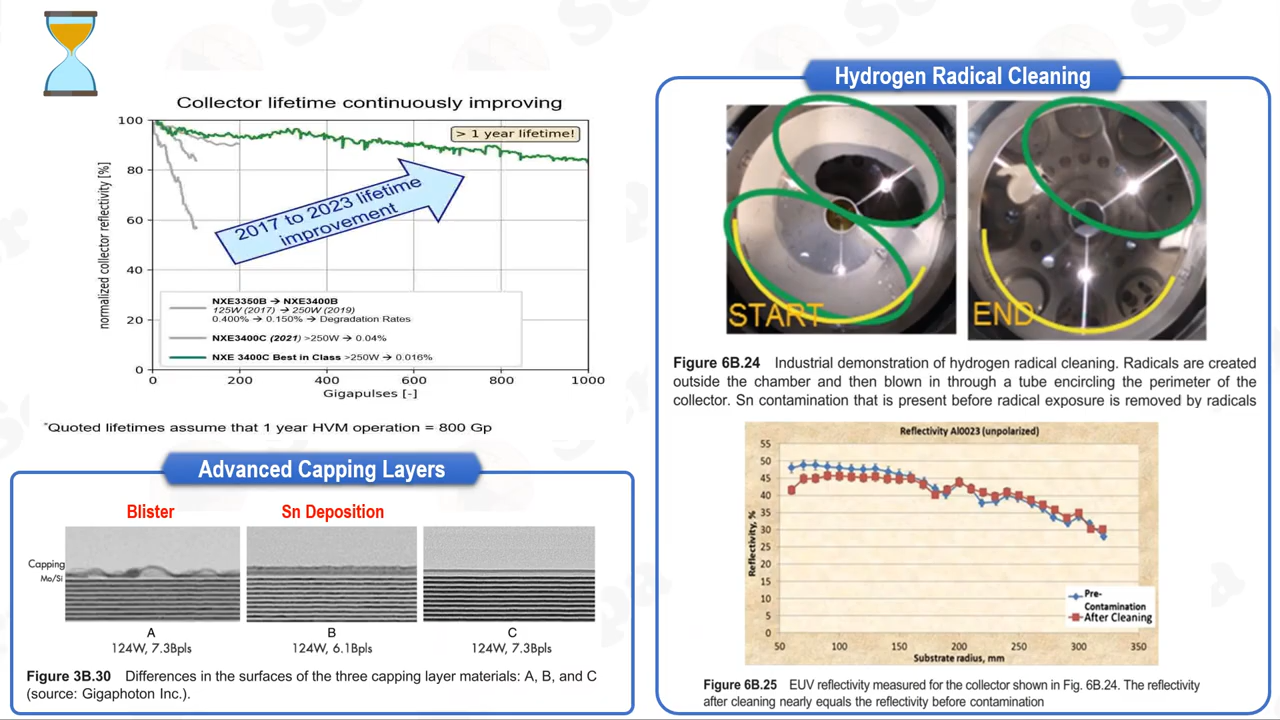 Collector lifetime continuously improving
normalized collector reflectivity [%]
100
80
60
40
20
0
> 1 year lifetime!
2017 to 2023 lifetime
improvement
NXE3350B → NXE3400B
125W (2017) → 250W (2019)
0.400% → 0.150% → Degradation Rates
NXE3400C (2021) >250W → 0.04%
NXE 3400C Best in Class >250W → 0.016%
0 200 400 600 800 1000
Gigapulses [-]
*Quoted lifetimes assume that 1 year HVM operation = 800 Gp
Advanced Capping Layers
Blister
Sn Deposition
Capping
Mo/Si
A
B
C
124W, 7.3Bpls
124W, 6.1Bpls
124W, 7.3Bpls
Figure 3B.30 Differences in the surfaces of the three capping layer materials: A, B, and C
(source: Gigaphoton Inc.).
Hydrogen Radical Cleaning
START
END
Figure 6B.24 Industrial demonstration of hydrogen radical cleaning. Radicals are created
outside the chamber and then blown in through a tube encircling the perimeter of the
collector. Sn contamination that is present before radical exposure is removed by radicals
Reflectivity Al0023 (unpolarized)
Reflectivity, %
55
50
45
40
35
30
25
20
15
10
5
0
Pre-
Contamination
After Cleaning
50 100 150 200 250 300 350
Substrate radius, mm
Figure 6B.25 EUV reflectivity measured for the collector shown in Fig. 6B.24. The reflectivity
after cleaning nearly equals the reflectivity before contamination